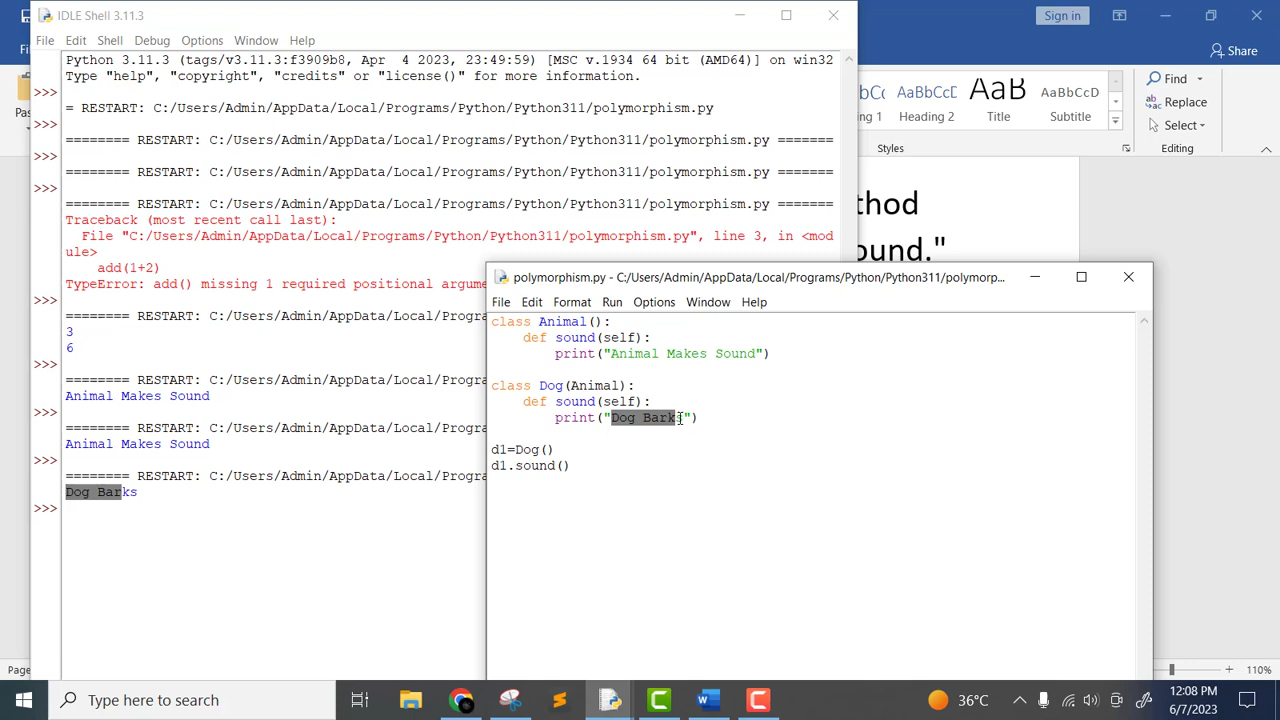 IDLE Shell 3.11.3
File Edit Shell Debug Options Window Help
Python 3.11.3 (tags/v3.11.3:f3909b8, Apr 4 2023, 23:49:59) [MSC v.1934 64 bit (AMD64)] on win32
Type "help", "copyright", "credits" or "license()" for more information.
>>>
= RESTART: C:/Users/Admin/AppData/Local/Programs/Python/Python311/polymorphism.py
>>>
======== RESTART: C:/Users/Admin/AppData/Local/Programs/Python/Python311/polymorphism.py =======
>>>
======== RESTART: C:/Users/Admin/AppData/Local/Programs/Python/Python311/polymorphism.py =======
>>>
======== RESTART: C:/Users/Admin/AppData/Local/Programs/Python/Python311/polymorphism.py =======
Traceback (most recent call last):
File "C:/Users/Admin/AppData/Local/Programs/Python/Python311/polymorphism.py", line 3, in <mod
ule>
add(1+2)
TypeError: add() missing 1 required positional argume
>>>
======== RESTART: C:/Users/Admin/AppData/Local/Progra
3
6
>>>
======== RESTART: C:/Users/Admin/AppData/Local/Progra
Animal Makes Sound
>>>
======== RESTART: C:/Users/Admin/AppData/Local/Progra
Animal Makes Sound
>>>
======== RESTART: C:/Users/Admin/AppData/Local/Progra
Dog Barks
>>>
polymorphism.py - C:/Users/Admin/AppData/Local/Programs/Python/Python311/polymorp...
File Edit Format Run Options Window Help
class Animal():
def sound(self):
print("Animal Makes Sound")
class Dog(Animal):
def sound(self):
print("Dog Barks")
d1=Dog()
d1.sound()
Sign in
Share
AaBbCc AaBbCcD AaB AaBbCcD
ng 1 Heading 2 Title Subtitle
Styles
Find
Replace
Select
Editing
thod
ound."
Fi
Pas
Page
110%
Type here to search
36°C
12:08 PM
6/7/2023